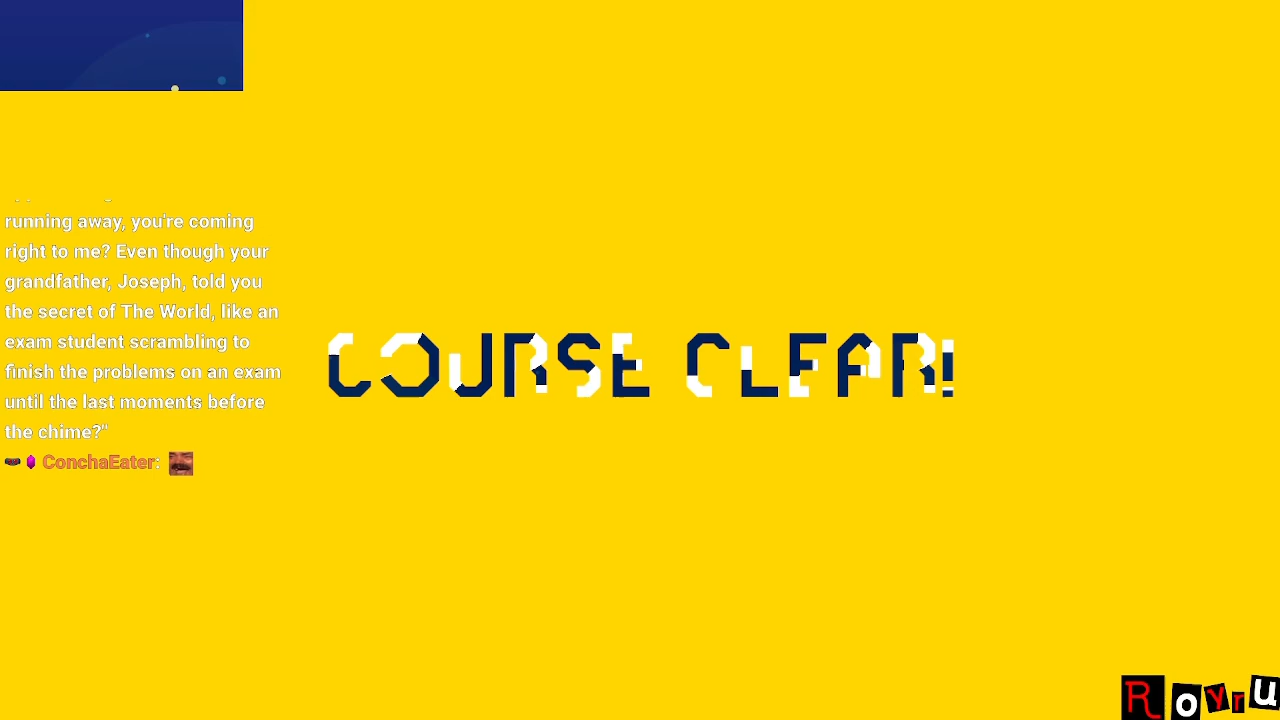 running away, you're coming
right to me? Even though your
grandfather, Joseph, told you
the secret of The World, like an
exam student scrambling to
finish the problems on an exam
until the last moments before
the chime?"
ConchaEater:
COURSE CLEAR!
Royru